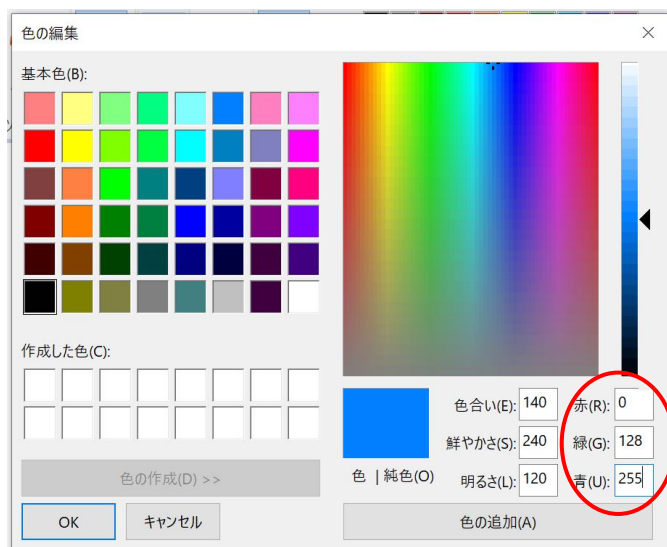 色の編集
基本色(B):
作成した色(C):
色の作成(D) >>
OK
キャンセル
色 | 純色(O)
色合い(E): 140
鮮やかさ(S): 240
明るさ(L): 120
赤(R): 0
緑(G): 128
青(U): 255
色の追加(A)